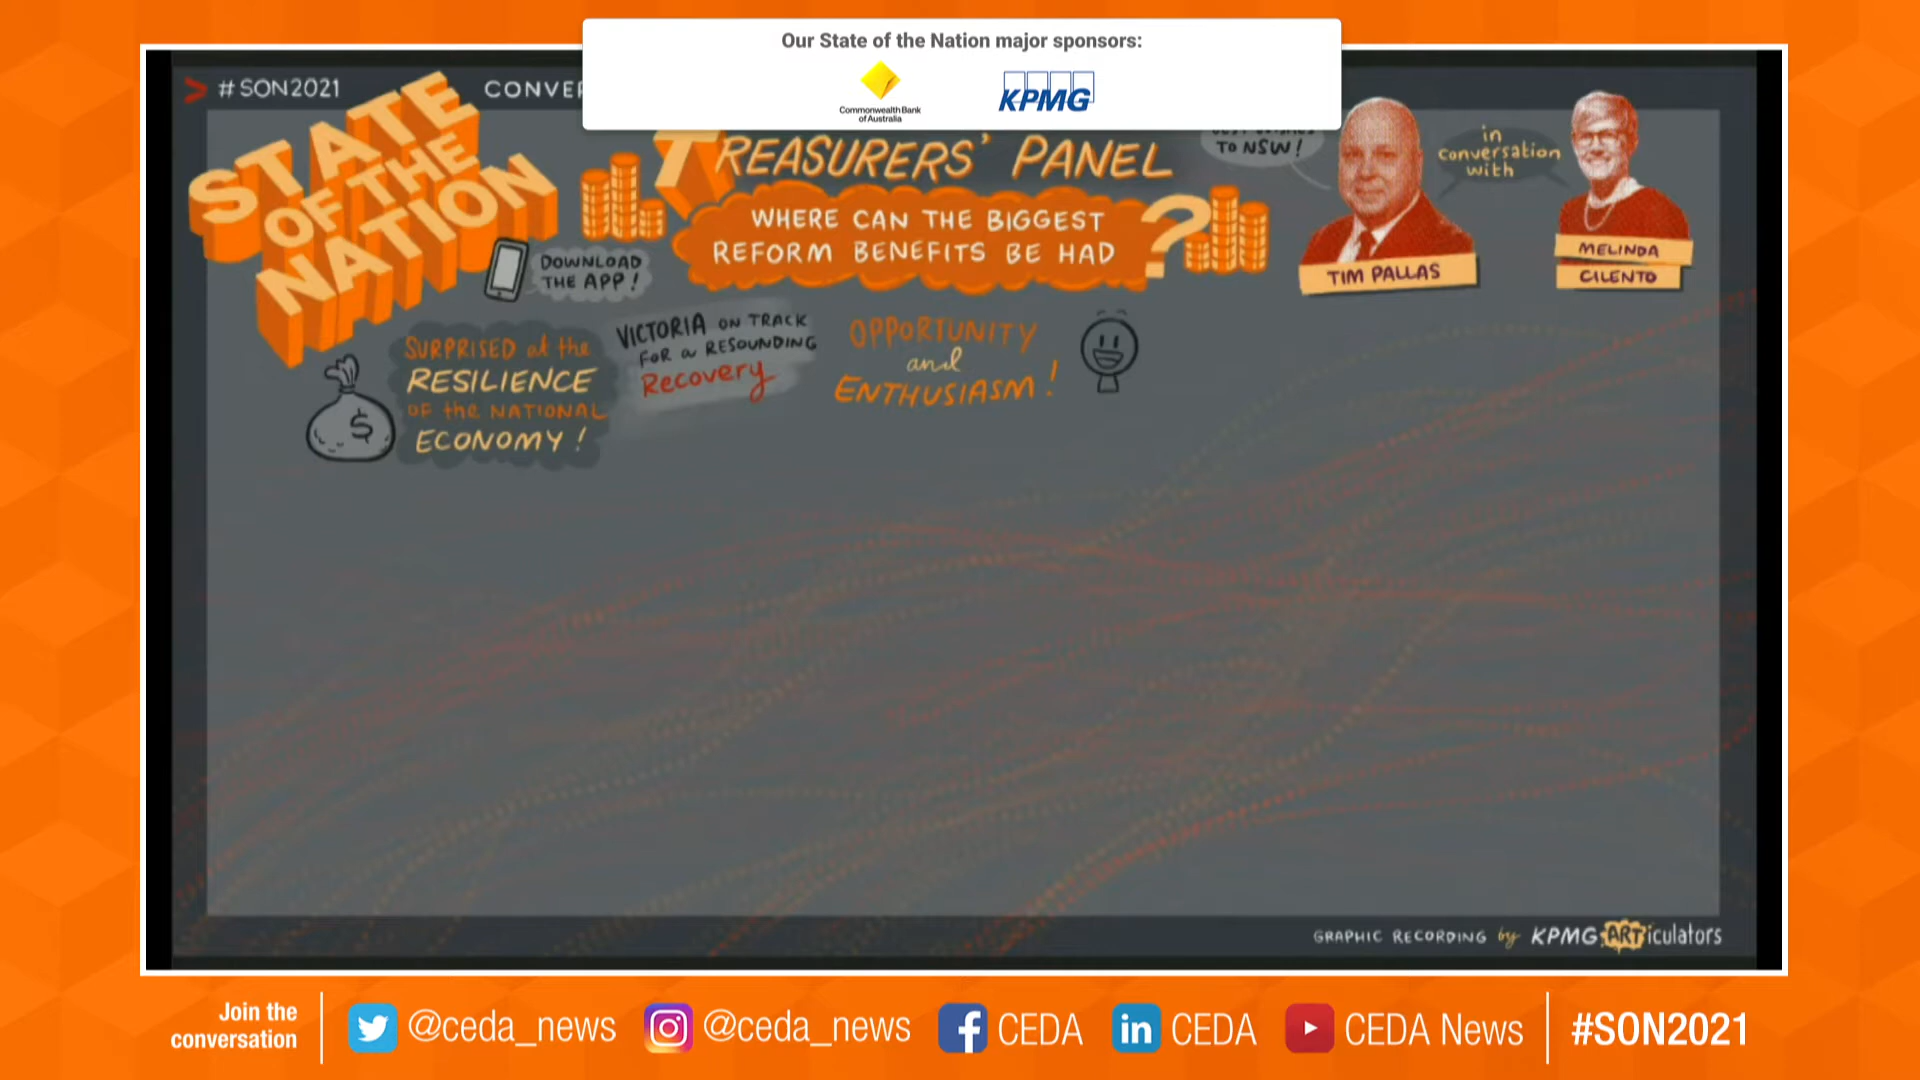 Our State of the Nation major sponsors:
CommonwealthBank
of Australia
KPMG
#SON2021
STATE
OF THE
NATION
DOWNLOAD
THE APP!
TREASURERS' PANEL
WHERE CAN THE BIGGEST
REFORM BENEFITS BE HAD?
TO NSW!
in
conversation
with
TIM PALLAS
MELINDA
CILENTO
SURPRISED at the
RESILIENCE
OF the NATIONAL
ECONOMY!
$
VICTORIA ON TRACK
FOR a RESOUNDING
Recovery
OPPORTUNITY
and
ENTHUSIASM!
GRAPHIC RECORDING by KPMG ARTiculators
Join the
conversation
@ceda_news
@ceda_news
CEDA
in CEDA
CEDA News
#SON2021